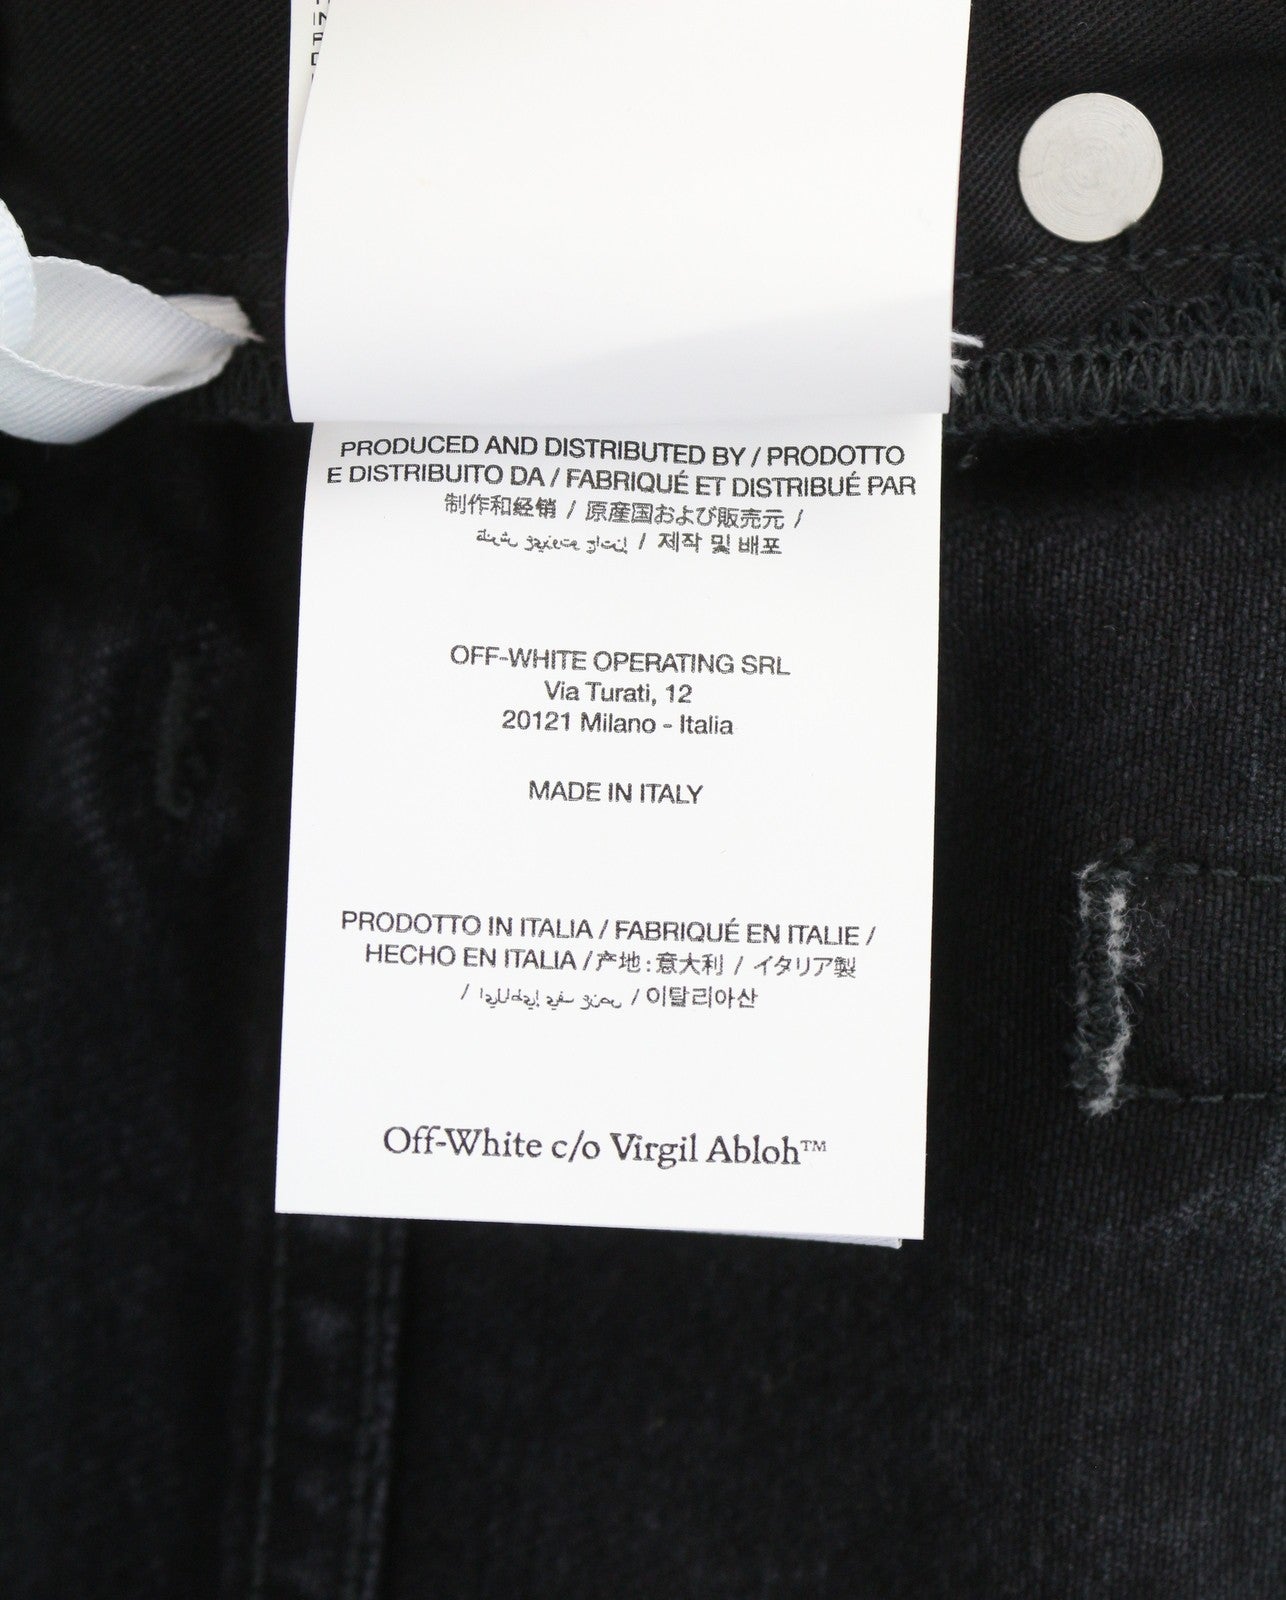 PRODUCED AND DISTRIBUTED BY / PRODOTTO
E DISTRIBUITO DA / FABRIQUÉ ET DISTRIBUÉ PAR
制作和经销 / 原産国および販売元 /
/ 제작 및 배포
OFF-WHITE OPERATING SRL
Via Turati, 12
20121 Milano - Italia
MADE IN ITALY
PRODOTTO IN ITALIA / FABRIQUÉ EN ITALIE /
HECHO EN ITALIA / 产地:意大利 / イタリア製
/ / 이탈리아산
Off-White c/o Virgil Abloh™